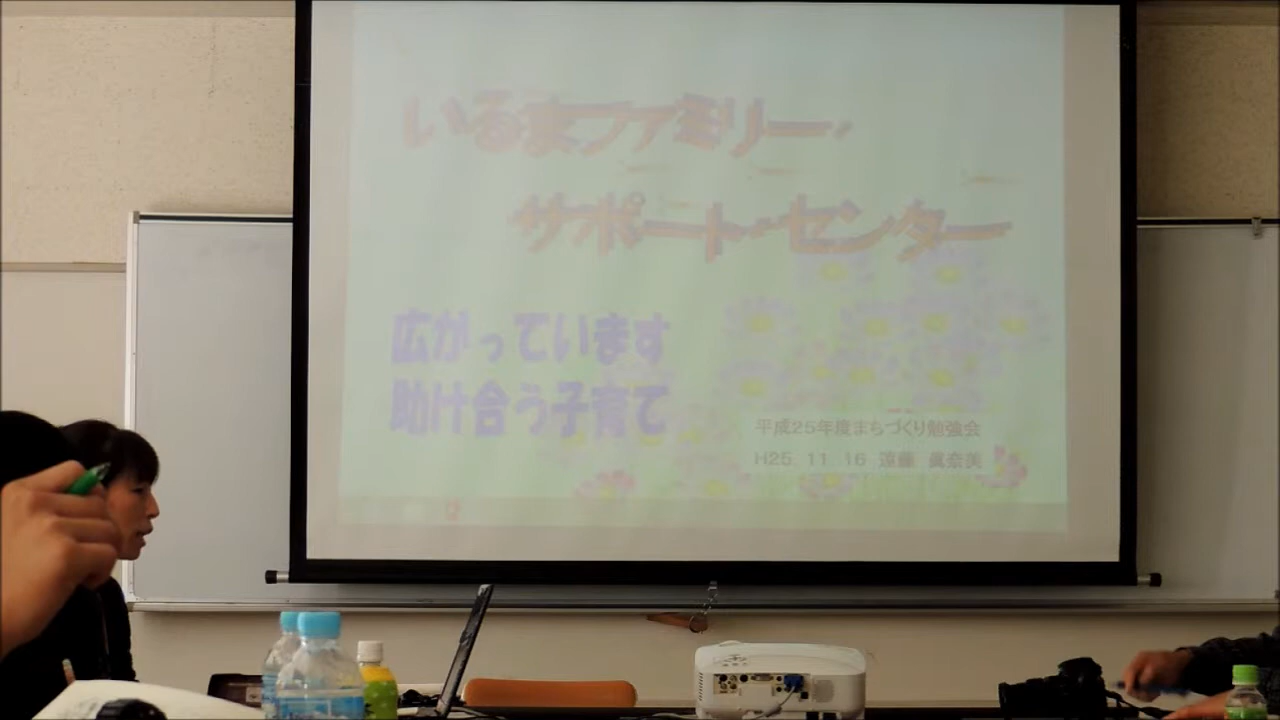 いるまファミリー・
サポート・センター
広がっています
助け合う子育て
平成25年度まちづくり勉強会
H25 11 16 遠藤 眞奈美